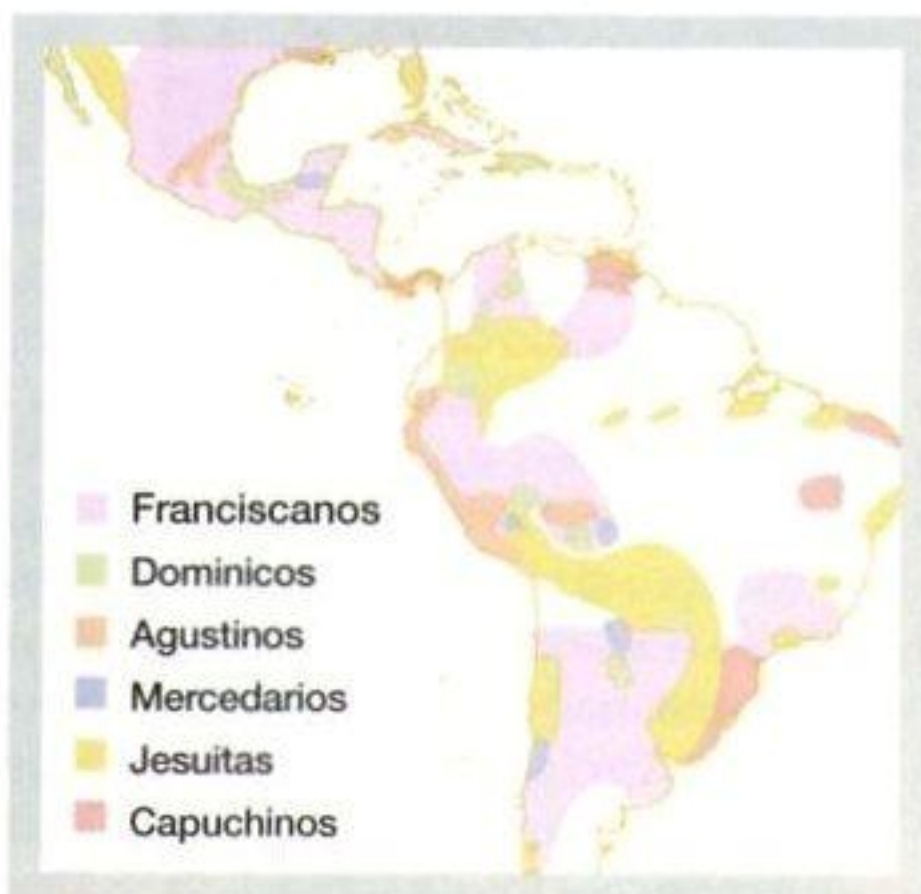 Franciscanos
Dominicos
Agustinos
Mercedarios
Jesuitas
Capuchinos